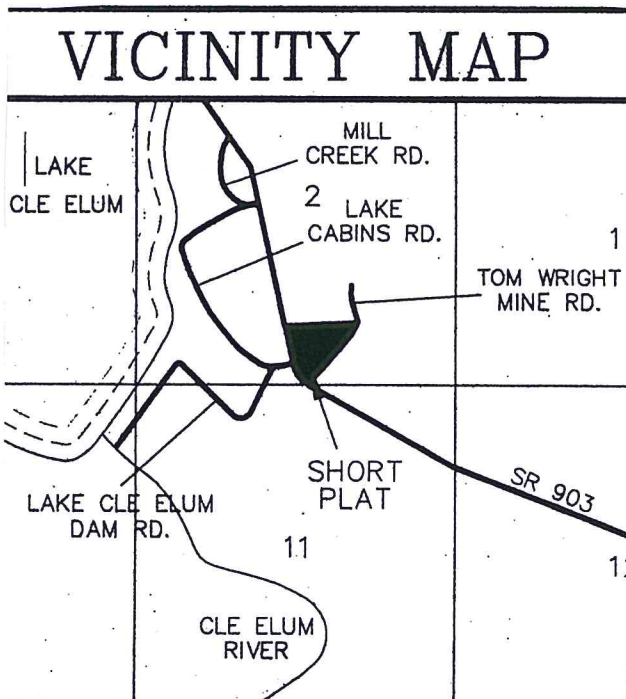 VICINITY MAP
MILL
CREEK RD.
LAKE
CLE ELUM
2
LAKE
CABINS RD.
1
TOM WRIGHT
MINE RD.
SHORT
PLAT
SR 903
LAKE CLE ELUM
DAM RD.
11
CLE ELUM
RIVER